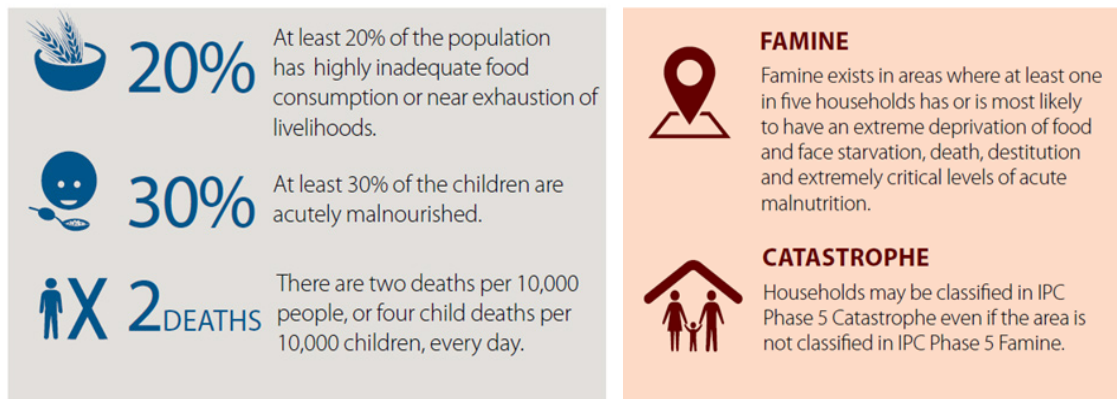 20%
At least 20% of the population
has highly inadequate food
consumption or near exhaustion of
livelihoods.
30%
At least 30% of the children are
acutely malnourished.
X 2DEATHS
There are two deaths per 10,000
people, or four child deaths per
10,000 children, every day.
FAMINE
Famine exists in areas where at least one
in five households has or is most likely
to have an extreme deprivation of food
and face starvation, death, destitution
and extremely critical levels of acute
malnutrition.
CATASTROPHE
Households may be classified in IPC
Phase 5 Catastrophe even if the area is
not classified in IPC Phase 5 Famine.